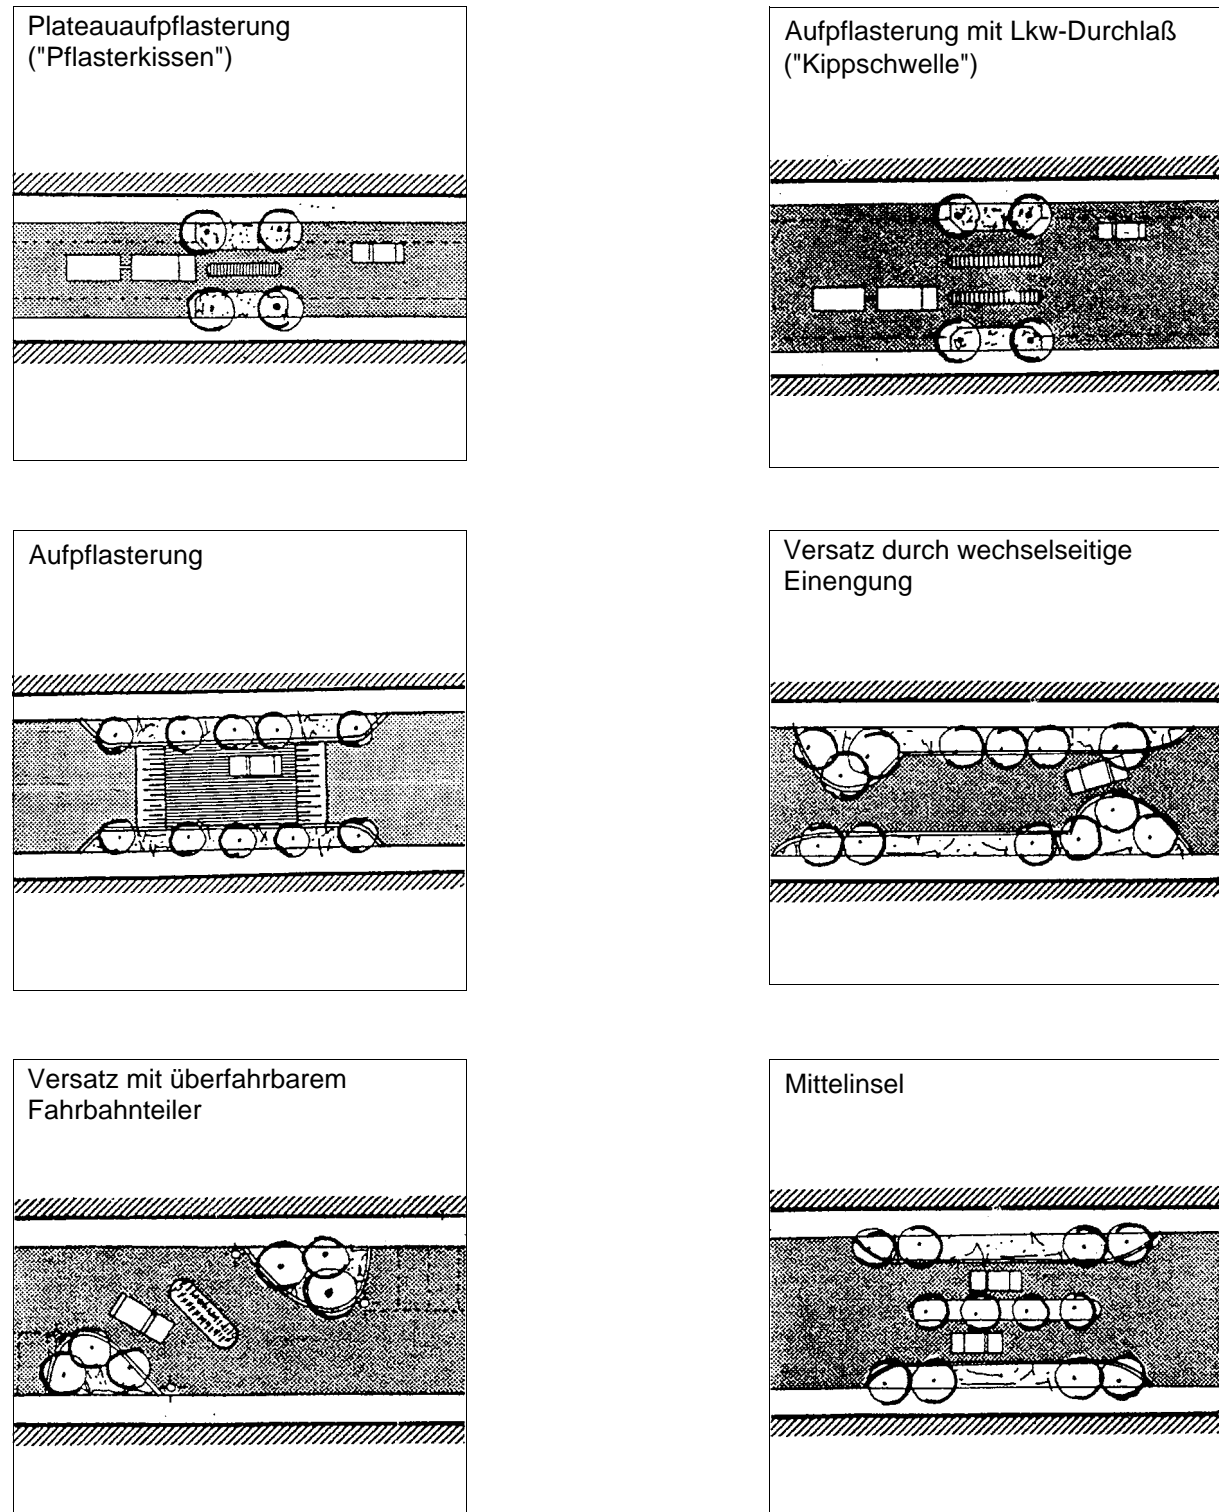 Plateauaufpflasterung
("Pflasterkissen")
Aufpflasterung mit Lkw-Durchlaß
("Kippschwelle")
Aufpflasterung
Versatz durch wechselseitige
Einengung
Versatz mit überfahrbarem
Fahrbahnteiler
Mittelinsel